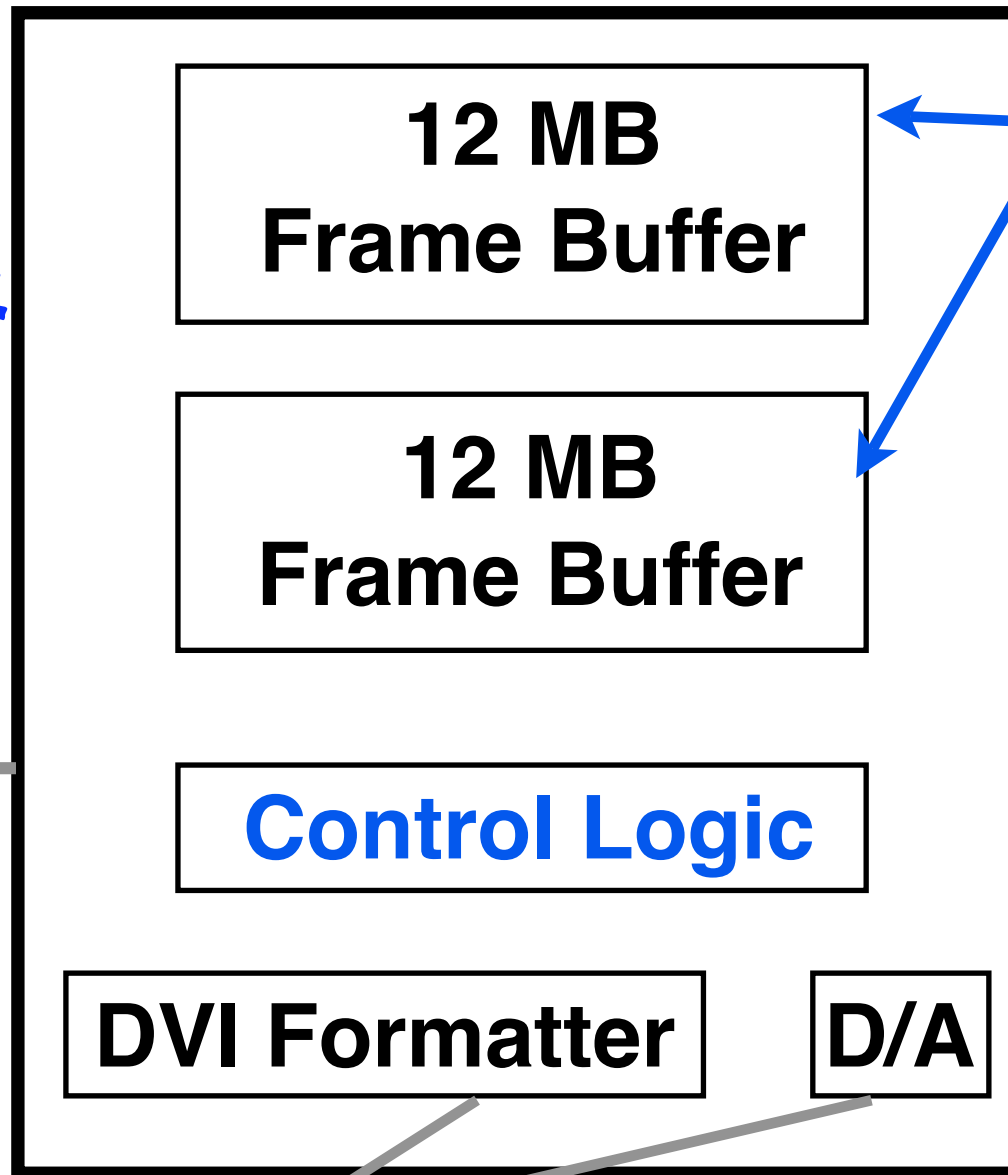 12 MB
Frame Buffer
12 MB
Frame Buffer
Control Logic
DVI Formatter
D/A